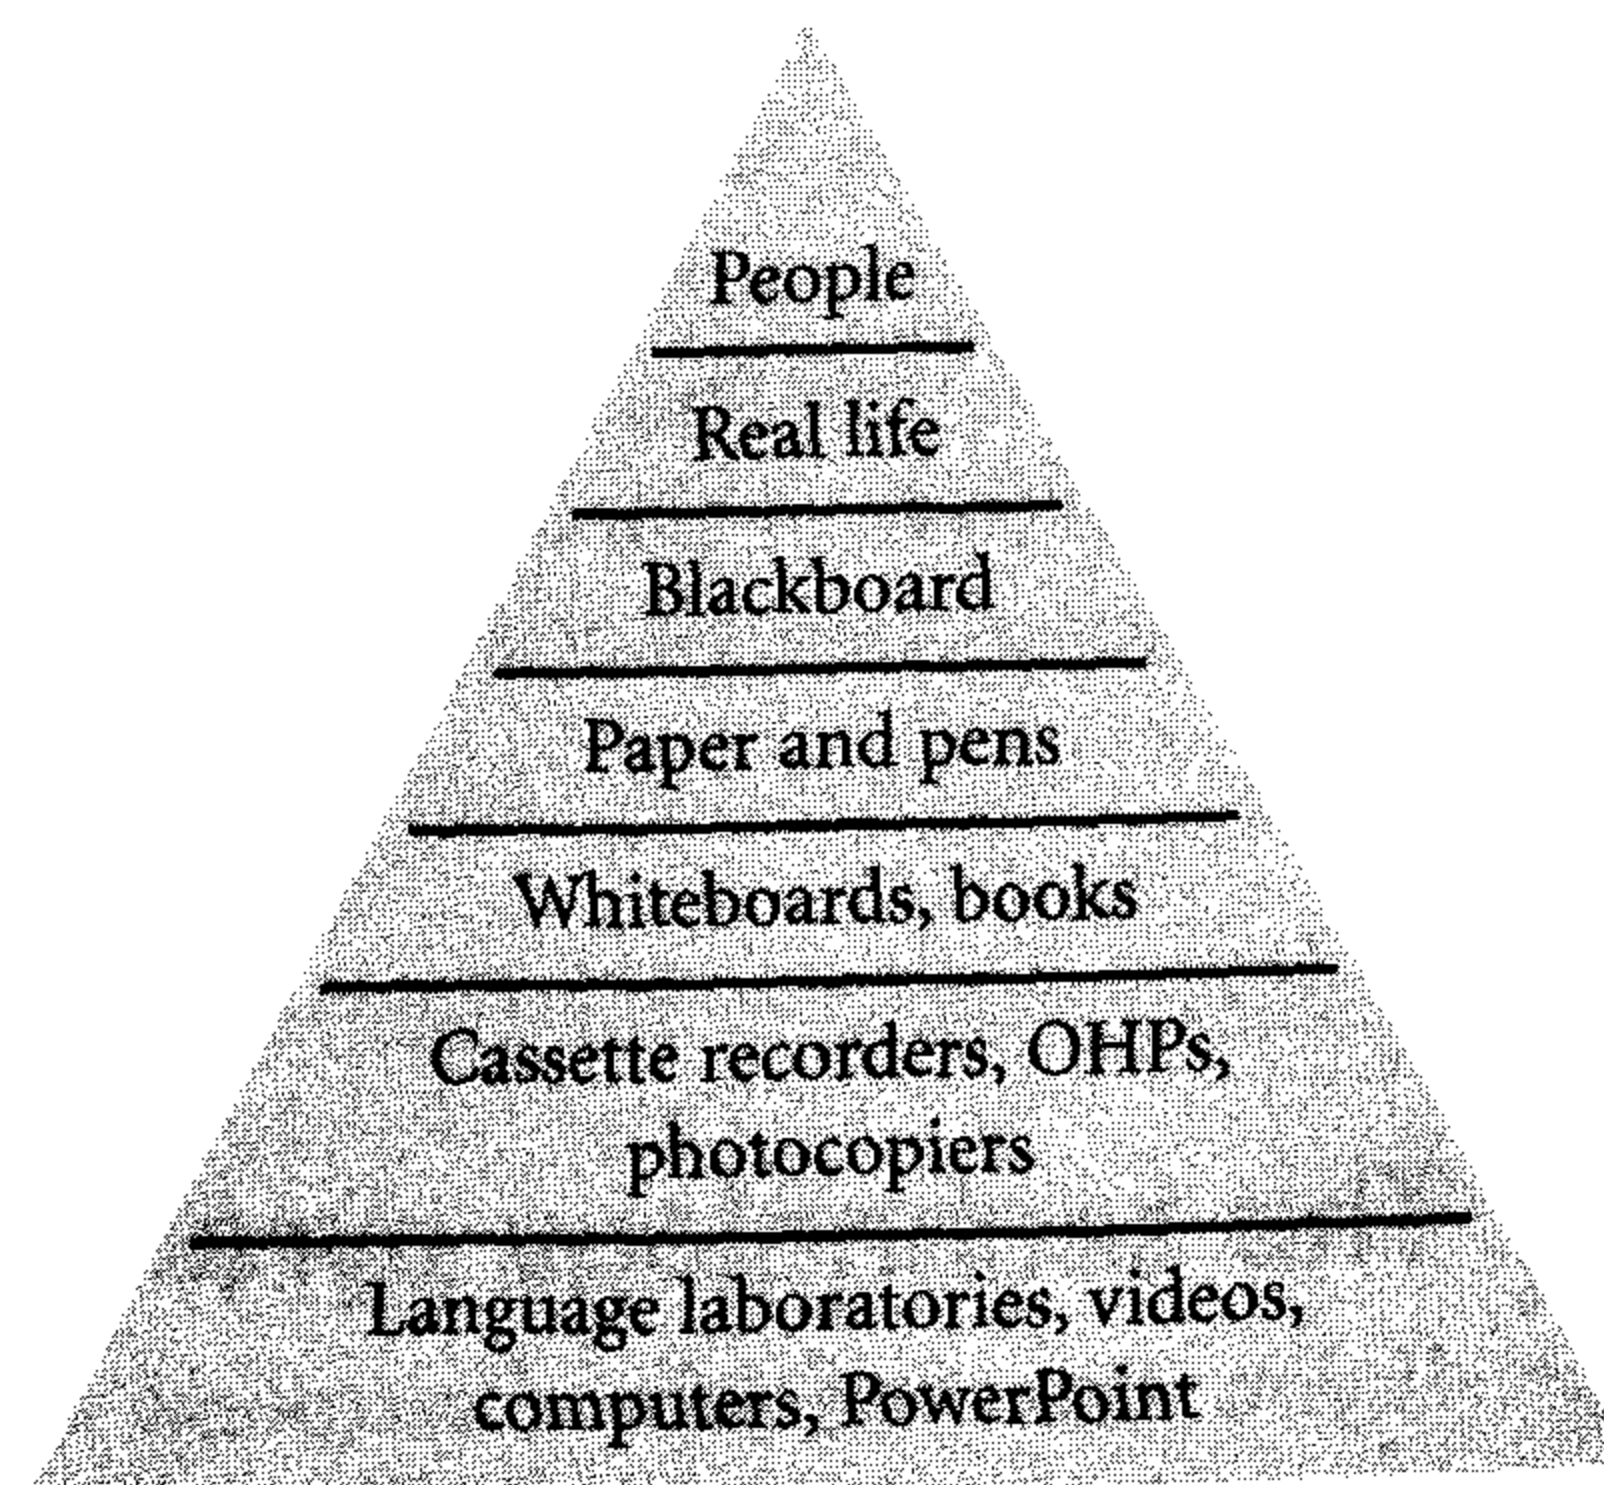 People
Real life
Blackboard
Paper and pens
Whiteboards, books
Cassette recorders, OHPs,
photocopiers
Language laboratories, videos,
computers, PowerPoint